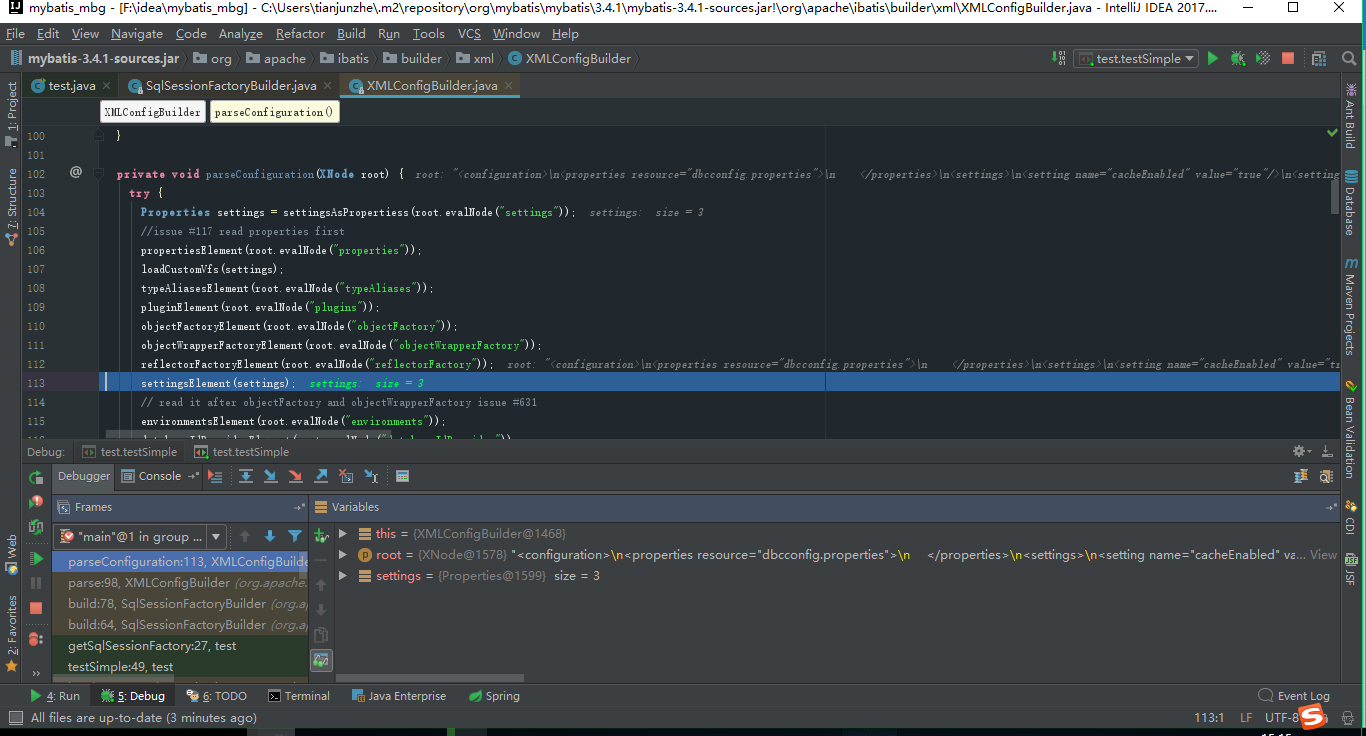 mybatis_mbg - [F:\idea\mybatis_mbg] - C:\Users\tianjunzhe\.m2\repository\org\mybatis\mybatis\3.4.1\mybatis-3.4.1-sources.jar!\org\apache\ibatis\builder\xml\XMLConfigBuilder.java - IntelliJ IDEA 2017....
File Edit View Navigate Code Analyze Refactor Build Run Tools VCS Window Help
mybatis-3.4.1-sources.jar org apache ibatis builder xml XMLConfigBuilder test.testSimple
test.java SqlSessionFactoryBuilder.java XMLConfigBuilder.java
XMLConfigBuilder parseConfiguration()
100 }
101
102 @ private void parseConfiguration(XNode root) { root: "<configuration>\n<properties resource="dbcconfig.properties">\n </properties>\n<settings>\n<setting name="cacheEnabled" value="true"/>\n<setting
103 try {
104 Properties settings = settingsAsPropertiess(root.evalNode("settings")); settings: size = 3
105 //issue #117 read properties first
106 propertiesElement(root.evalNode("properties"));
107 loadCustomVfs(settings);
108 typeAliasesElement(root.evalNode("typeAliases"));
109 pluginElement(root.evalNode("plugins"));
110 objectFactoryElement(root.evalNode("objectFactory"));
111 objectWrapperFactoryElement(root.evalNode("objectWrapperFactory"));
112 reflectorFactoryElement(root.evalNode("reflectorFactory")); root: "<configuration>\n<properties resource="dbcconfig.properties">\n </properties>\n<settings>\n<setting name="cacheEnabled" value="tr
113 settingsElement(settings); settings: size = 3
114 // read it after objectFactory and objectWrapperFactory issue #631
115 environmentsElement(root.evalNode("environments"));
1: Project
7: Structure
Web
2: Favorites
Ant Build
Database
Maven Projects
Bean Validation
CDI
JSF
Debug: test.testSimple test.testSimple
Debugger Console
Frames Variables
"main"@1 in group ...
parseConfiguration:113, XMLConfigBuilde
parse:98, XMLConfigBuilder (org.apache.
build:78, SqlSessionFactoryBuilder (org.a
build:64, SqlSessionFactoryBuilder (org.a
getSqlSessionFactory:27, test
testSimple:49, test
this = {XMLConfigBuilder@1468}
root = {XNode@1578} "<configuration>\n<properties resource="dbcconfig.properties">\n </properties>\n<settings>\n<setting name="cacheEnabled" va... View
settings = {Properties@1599} size = 3
4: Run 5: Debug 6: TODO Terminal Java Enterprise Spring Event Log
All files are up-to-date (3 minutes ago) 113:1 LF UTF-8